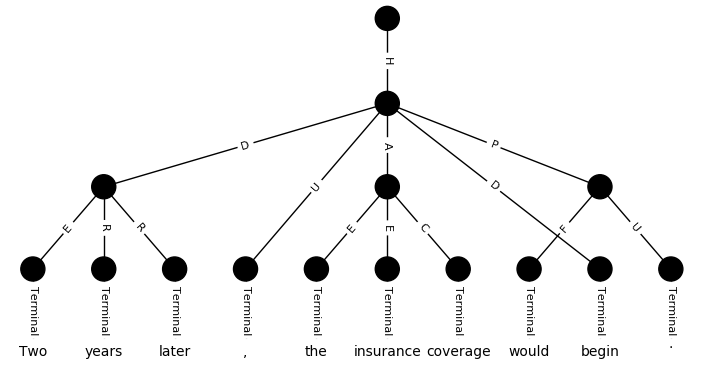 H
D
U
A
D
P
E
R
R
E
E
C
F
U
Terminal Terminal Terminal Terminal Terminal Terminal Terminal Terminal Terminal Terminal
Two years later , the insurance coverage would begin .